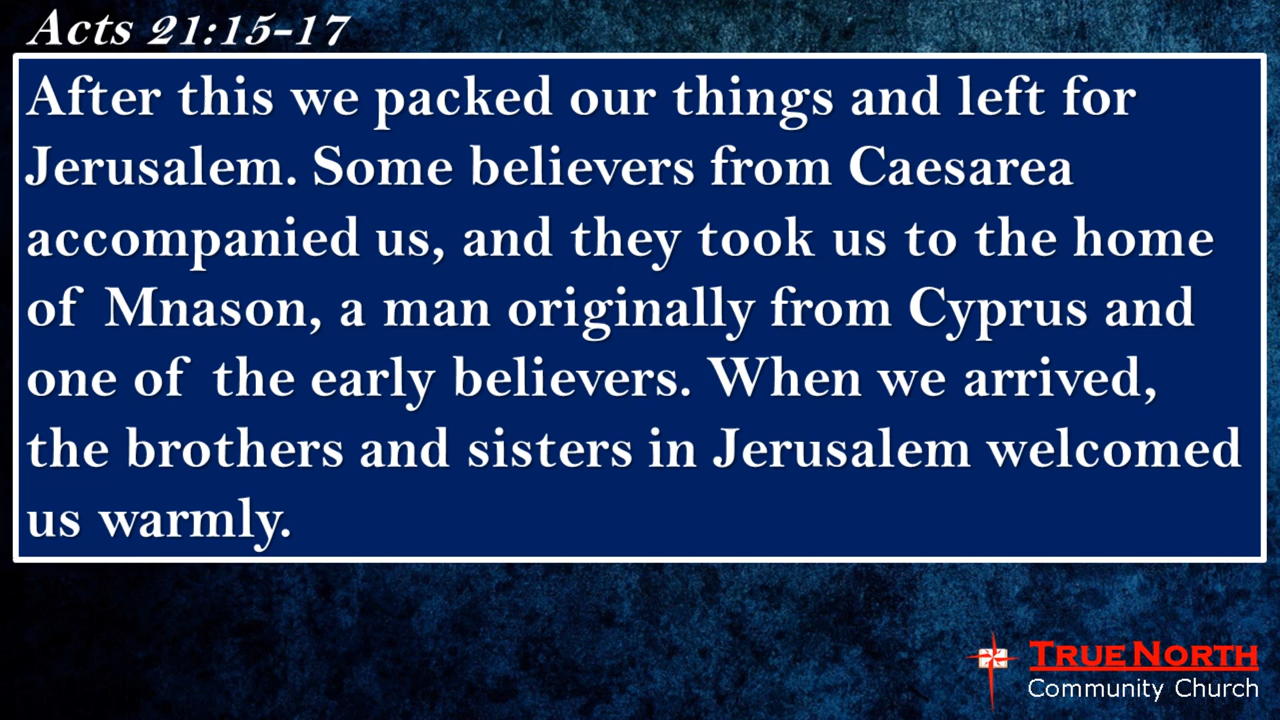 Acts 21:15-17
After this we packed our things and left for
Jerusalem. Some believers from Caesarea
accompanied us, and they took us to the home
of Mnason, a man originally from Cyprus and
one of the early believers. When we arrived,
the brothers and sisters in Jerusalem welcomed
us warmly.
TRUE NORTH
Community Church